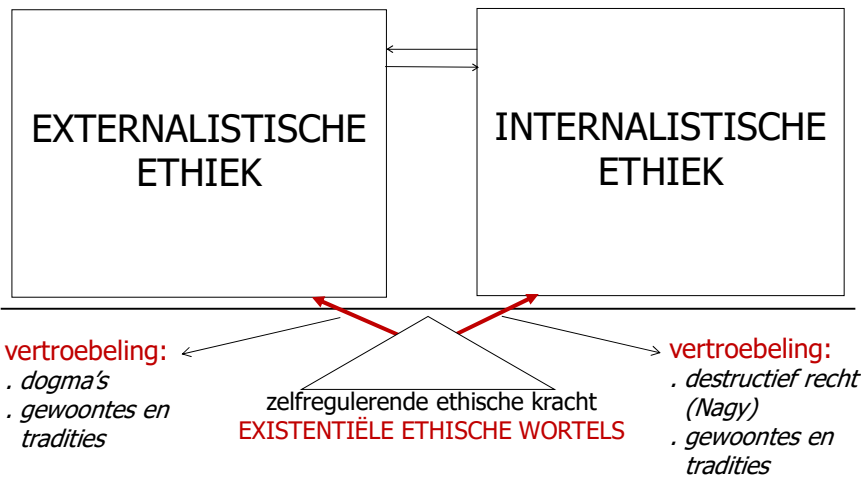 EXTERNALISTISCHE
ETHIEK
INTERNALISTISCHE
ETHIEK
vertroebeling:
. dogma's
. gewoontes en
tradities
zelfregulerende ethische kracht
EXISTENTIËLE ETHISCHE WORTELS
vertroebeling:
. destructief recht
(Nagy)
. gewoontes en
tradities